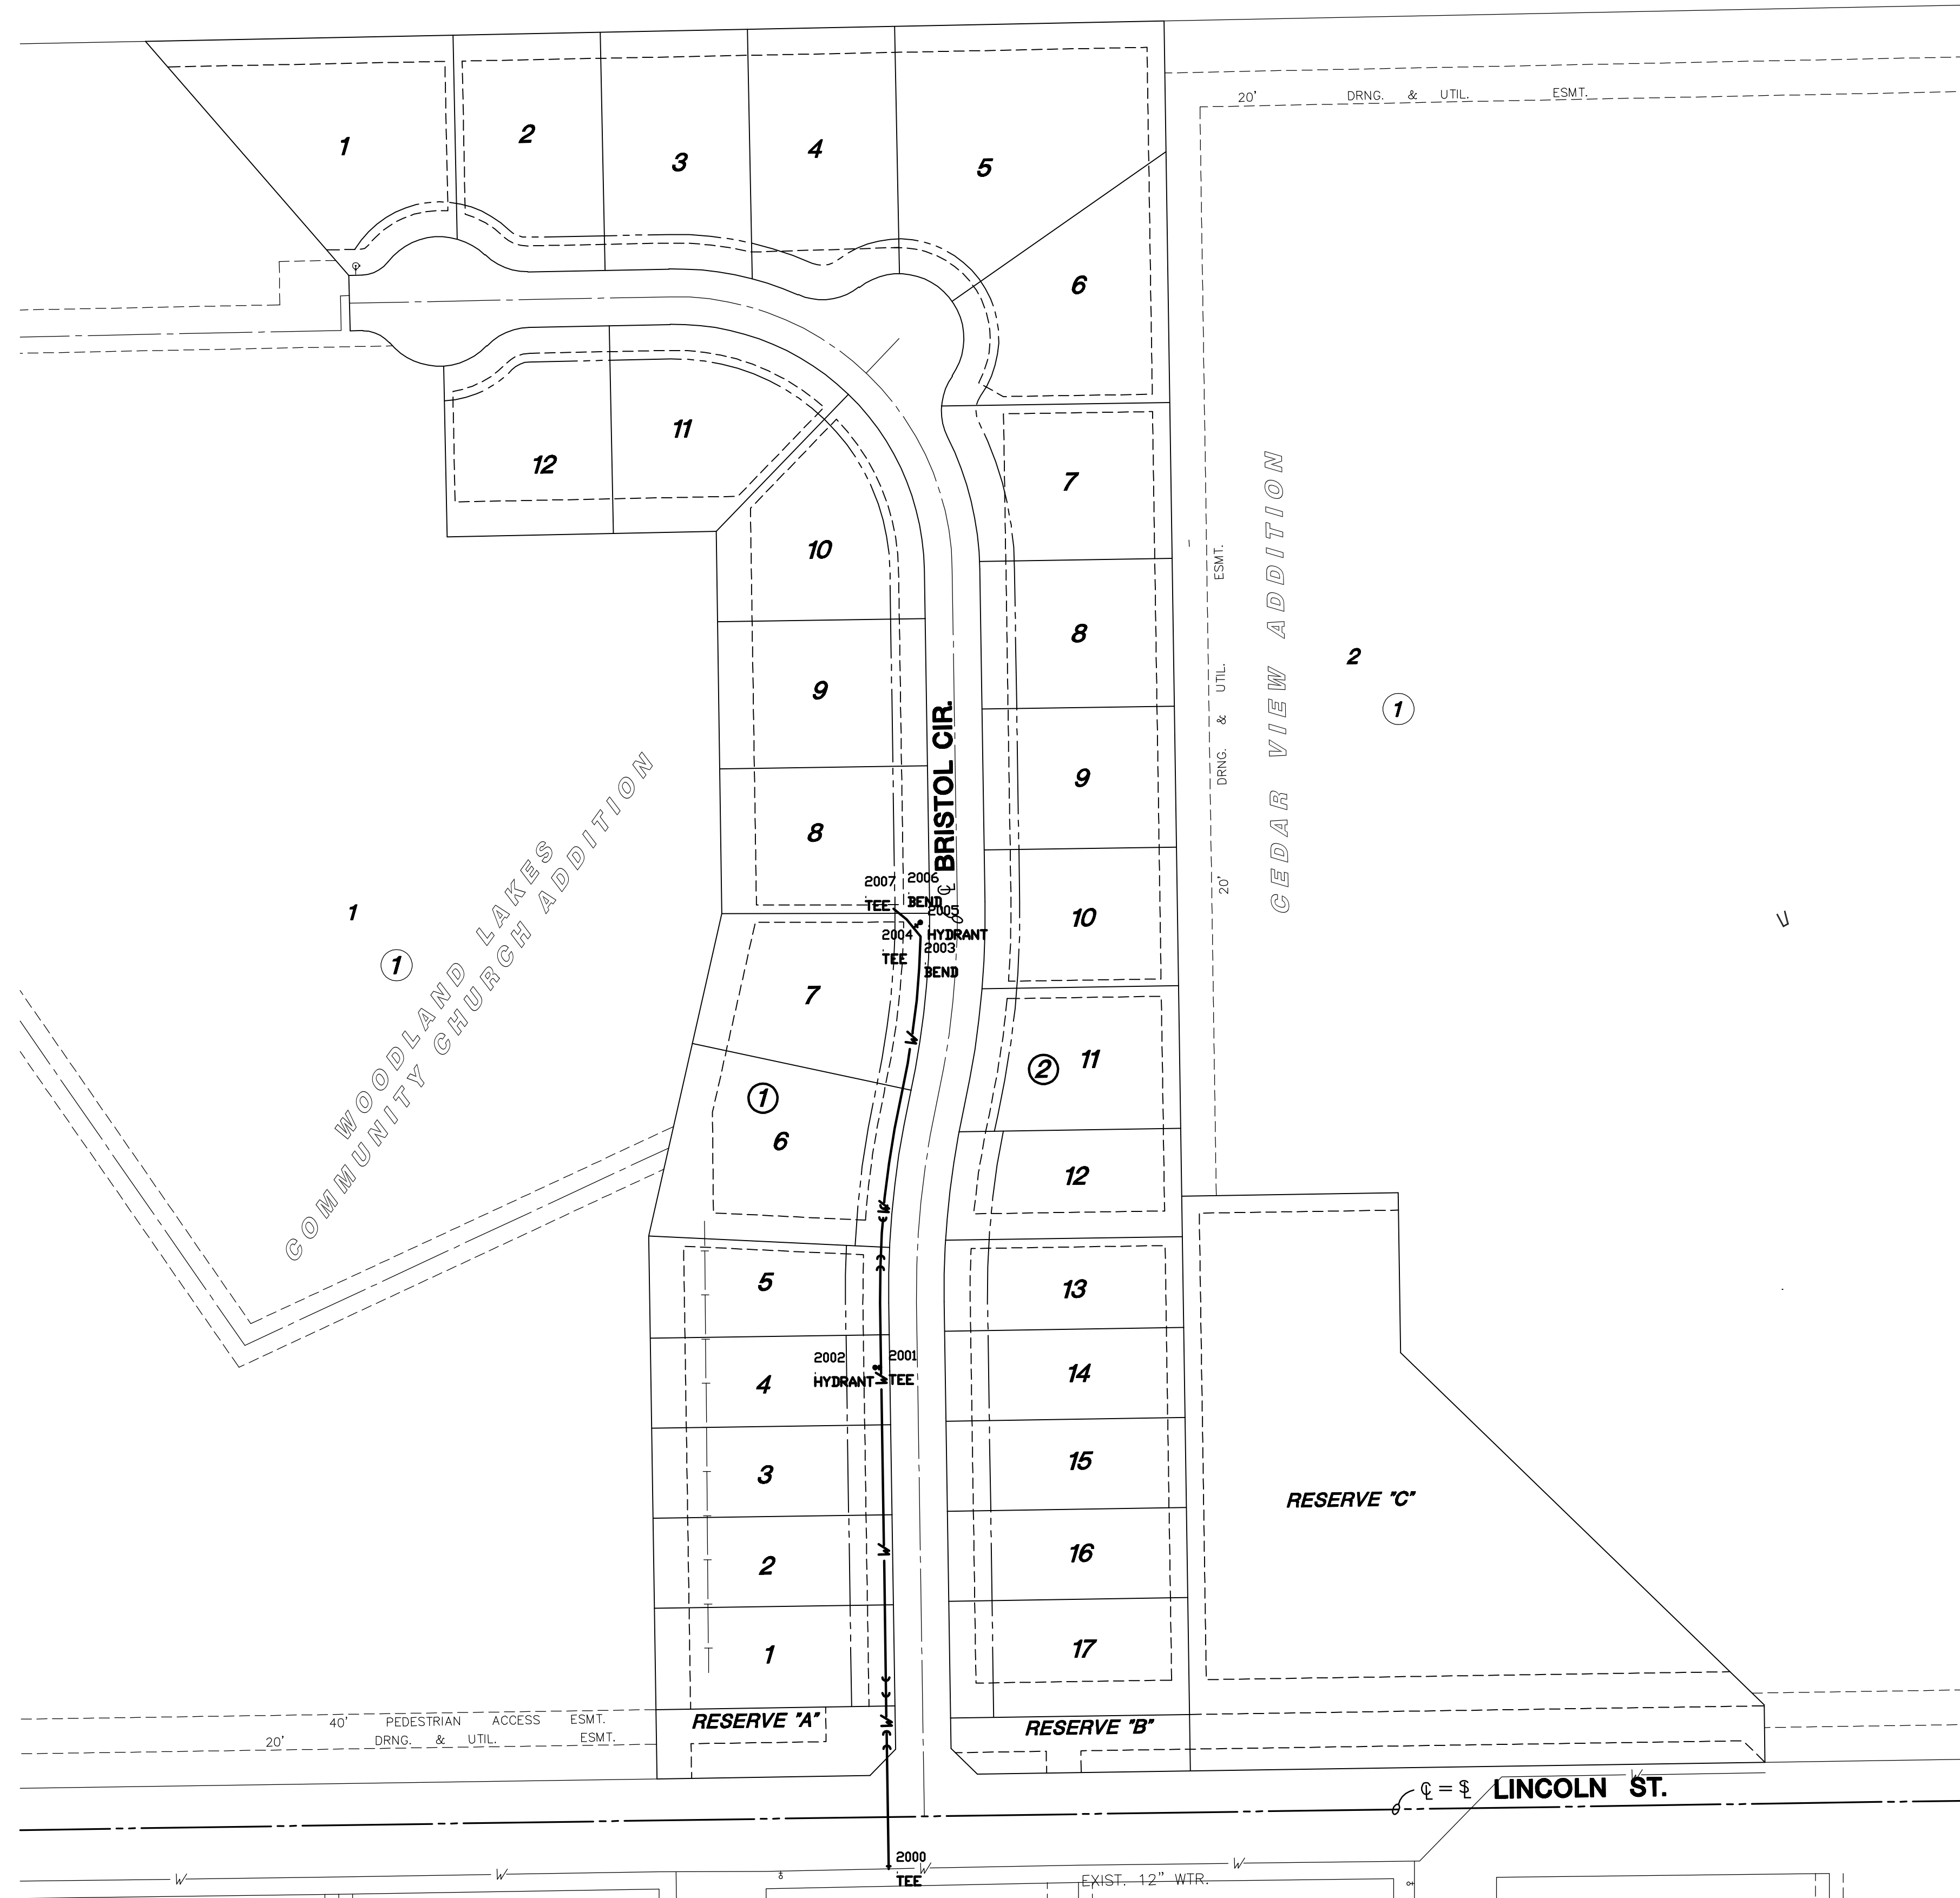 20' DRNG. & UTIL. ESMT.
1
2
3
4
5
6
12
11
7
10
8
9
8
9
10
BRISTOL CIR.
℄
20' DRNG. & UTIL. ESMT.
CEDAR VIEW ADDITION
2
1
1
1
WOODLAND LAKES
COMMUNITY CHURCH ADDITION
2007
TEE
2006
BEND
2005
HYDRANT
2004
TEE
2003
BEND
7
W
1
6
2
11
12
W
5
13
2002
HYDRANT
2001
TEE
W
4
14
3
15
RESERVE "C"
2
W
16
1
17
40' PEDESTRIAN ACCESS ESMT.
20' DRNG. & UTIL. ESMT.
RESERVE "A"
W
RESERVE "B"
W
℄ = LINCOLN ST.
2000
TEE
W
W
W
W
EXIST. 12" WTR.